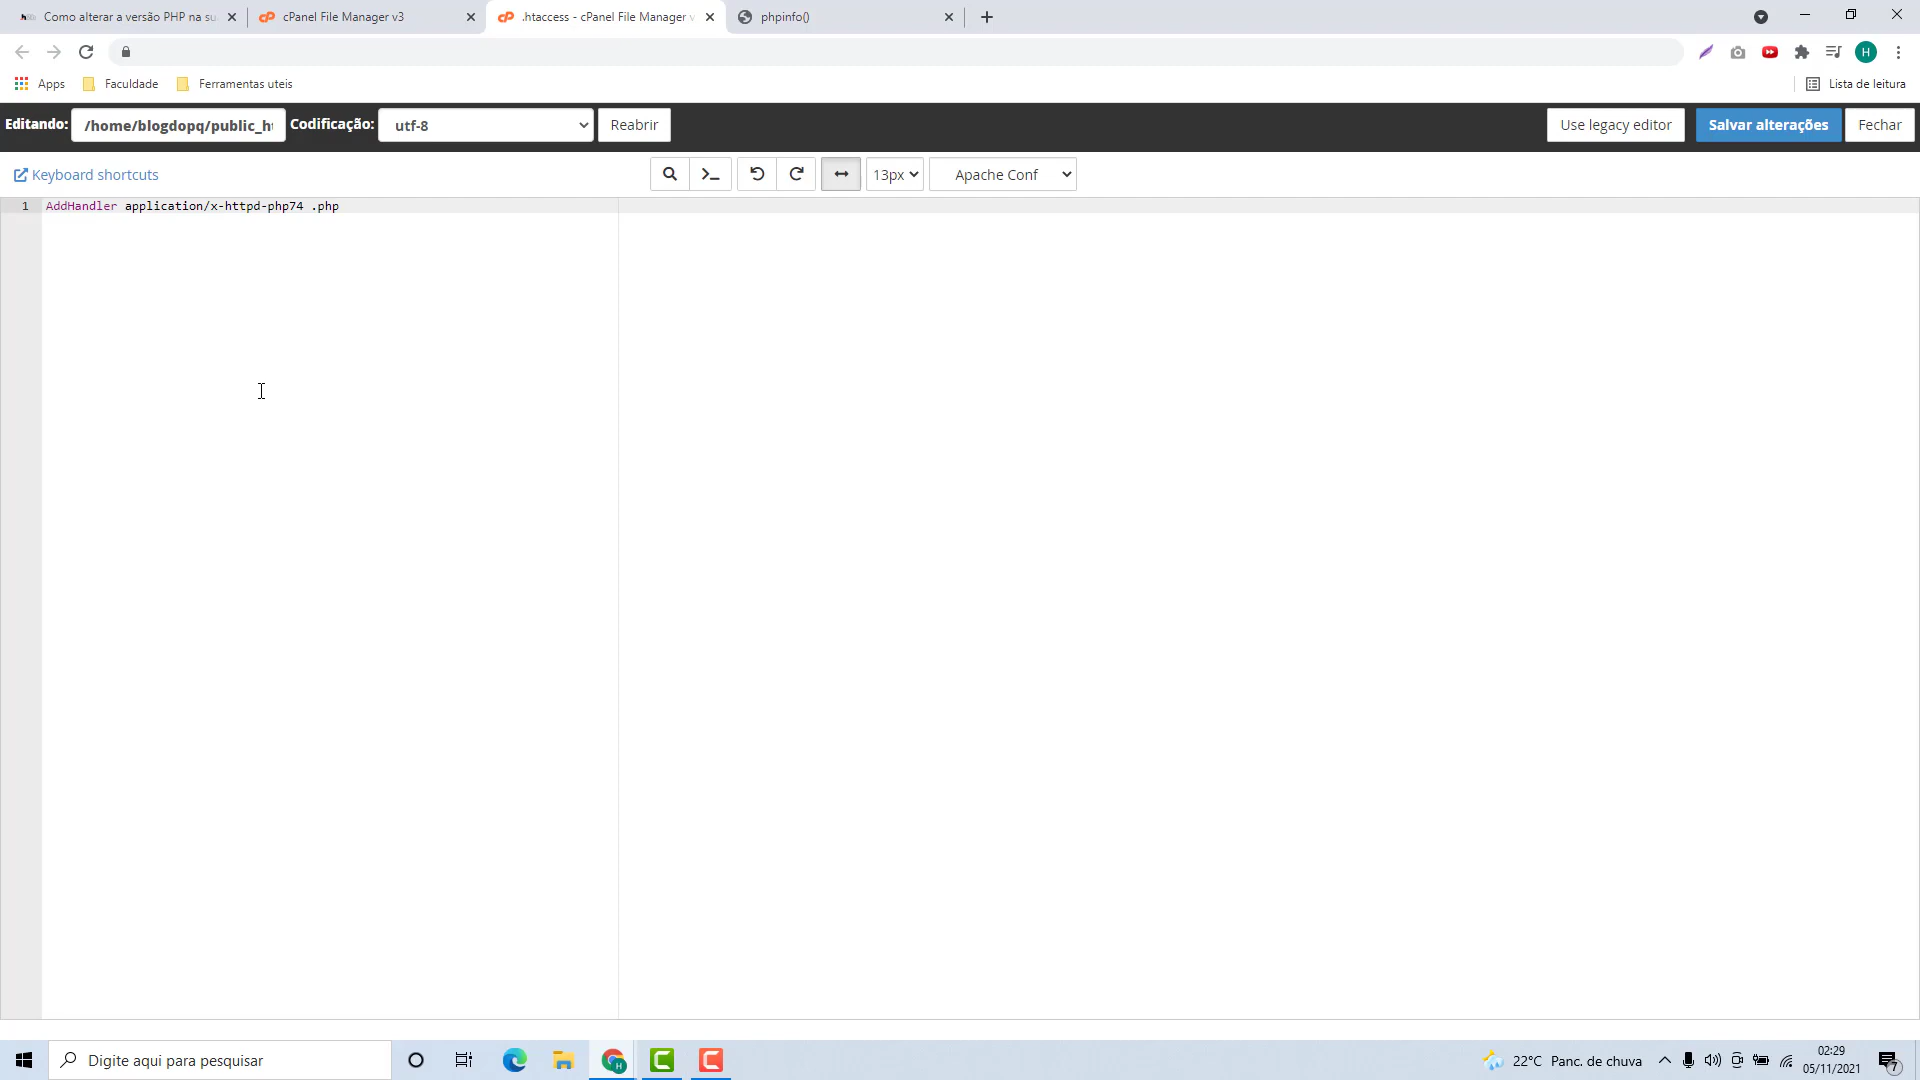 Como alterar a versão PHP na su
cPanel File Manager v3
.htaccess - cPanel File Manager v
phpinfo()
Apps
Faculdade
Ferramentas uteis
Lista de leitura
H
Editando:
/home/blogdopq/public_ht
Codificação:
utf-8
Reabrir
Use legacy editor
Salvar alterações
Fechar
Keyboard shortcuts
13px
Apache Conf
1
AddHandler application/x-httpd-php74 .php
Digite aqui para pesquisar
22°C Panc. de chuva
02:29
05/11/2021
7